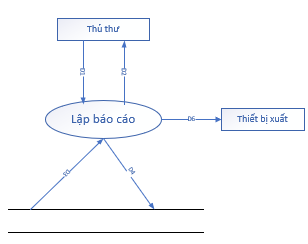 Thủ thư
D1
D2
Lập báo cáo
D6
Thiết bị xuất
D3
D4